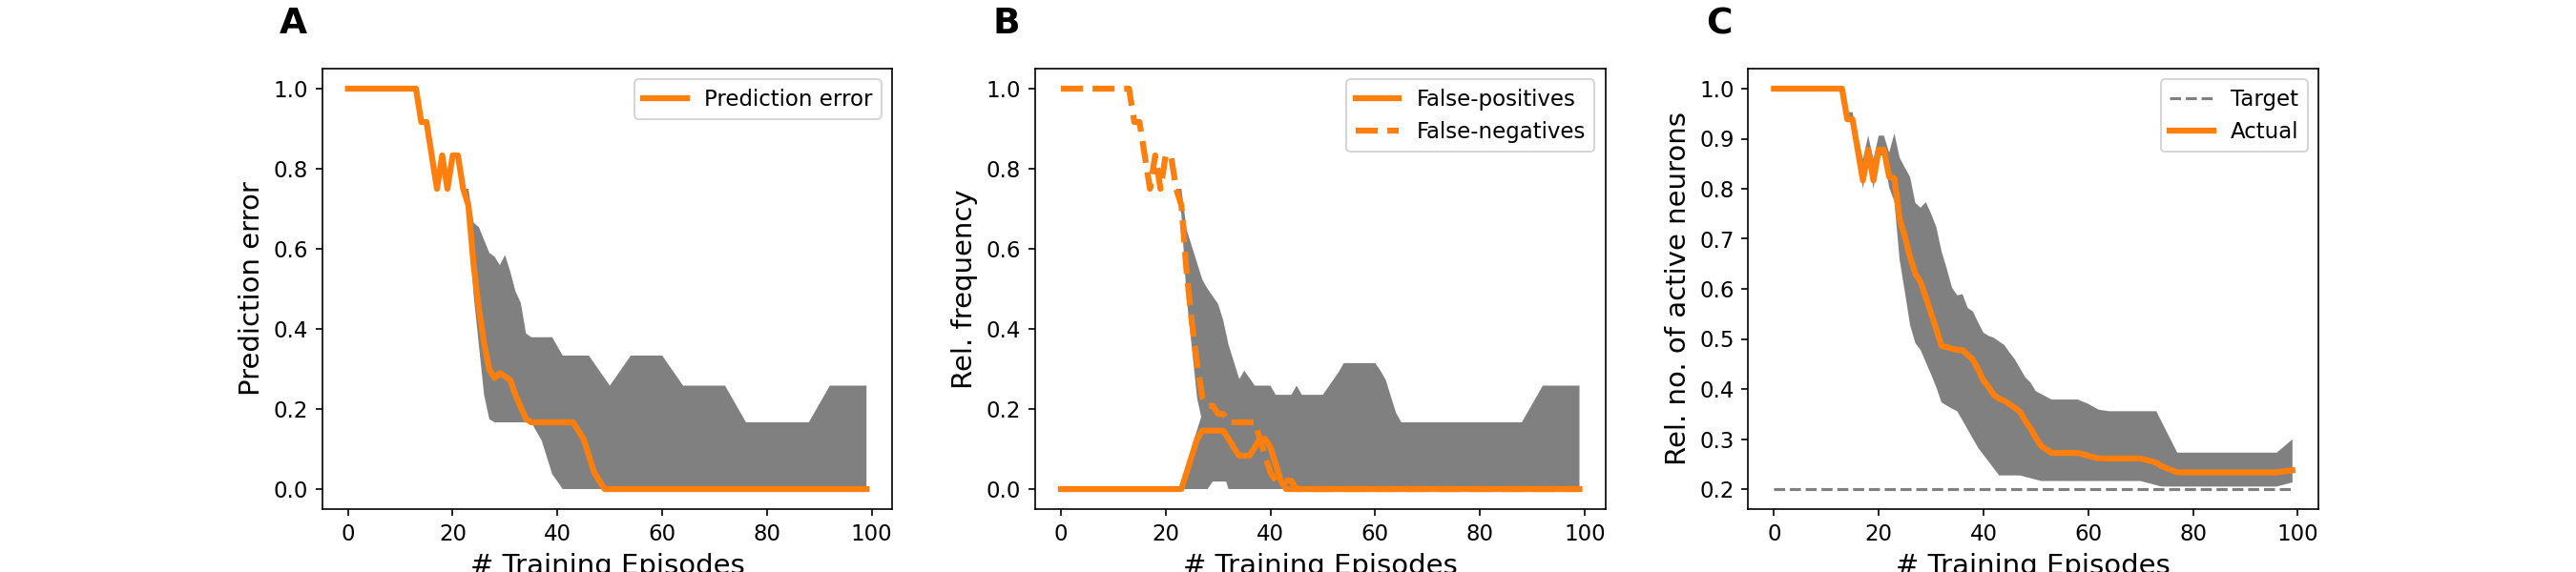 A
B
C
Prediction error
1.0
0.8
0.6
0.4
0.2
0.0
Prediction error
0 20 40 60 80 100
# Training Episodes
Rel. frequency
1.0
0.8
0.6
0.4
0.2
0.0
False-positives
False-negatives
0 20 40 60 80 100
# Training Episodes
Rel. no. of active neurons
1.0
0.9
0.8
0.7
0.6
0.5
0.4
0.3
0.2
Target
Actual
0 20 40 60 80 100
# Training Episodes